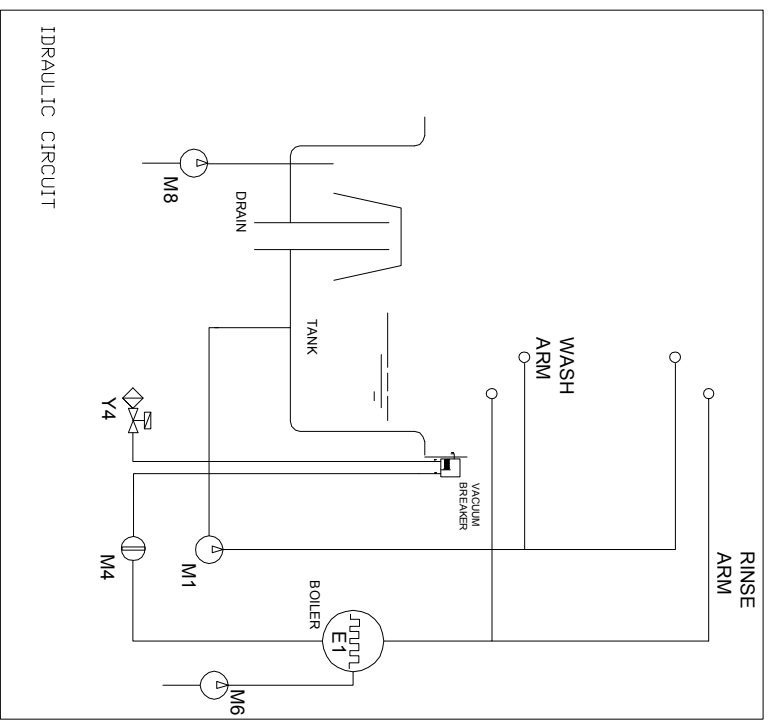 IDRAULIC CIRCUIT
M8
DRAIN
TANK
WASH
ARM
RINSE
ARM
Y4
VACUUM
BREAKER
M4
M1
BOILER
E1
M6